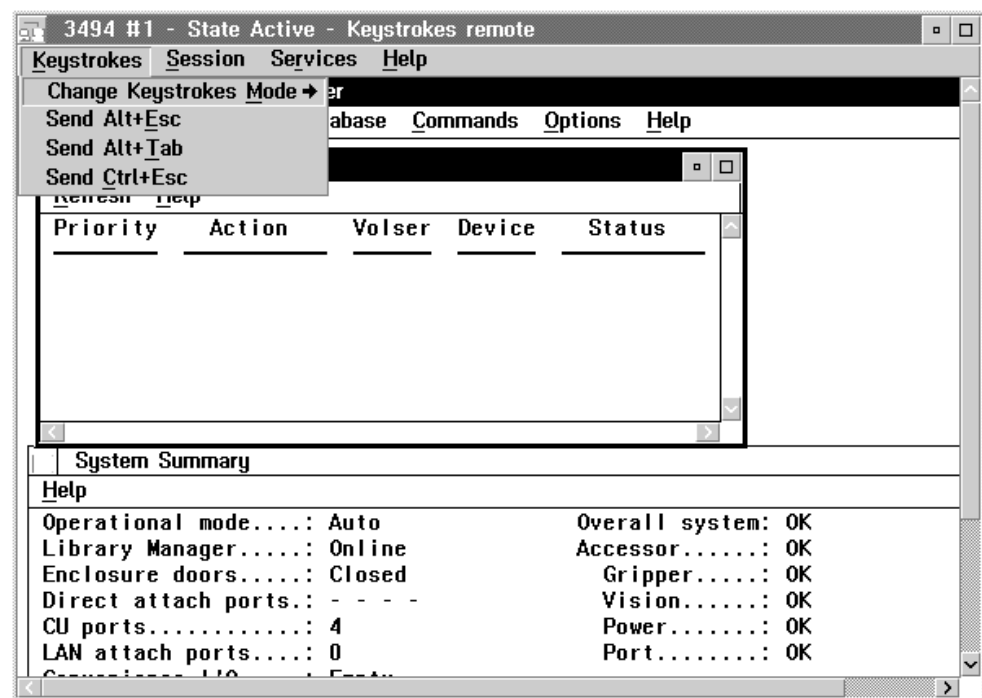 3494 #1 - State Active - Keystrokes remote
Keystrokes Session Services Help
Change Keystrokes Mode
Send Alt+Esc
Send Alt+Tab
Send Ctrl+Esc
er
abase Commands Options Help
Refresh Help
Priority Action Volser Device Status
System Summary
Help
Operational mode....: Auto Overall system: OK
Library Manager.....: Online Accessor......: OK
Enclosure doors.....: Closed Gripper.....: OK
Direct attach ports.: - - - - Vision......: OK
CU ports............: 4 Power.......: OK
LAN attach ports....: 0 Port........: OK